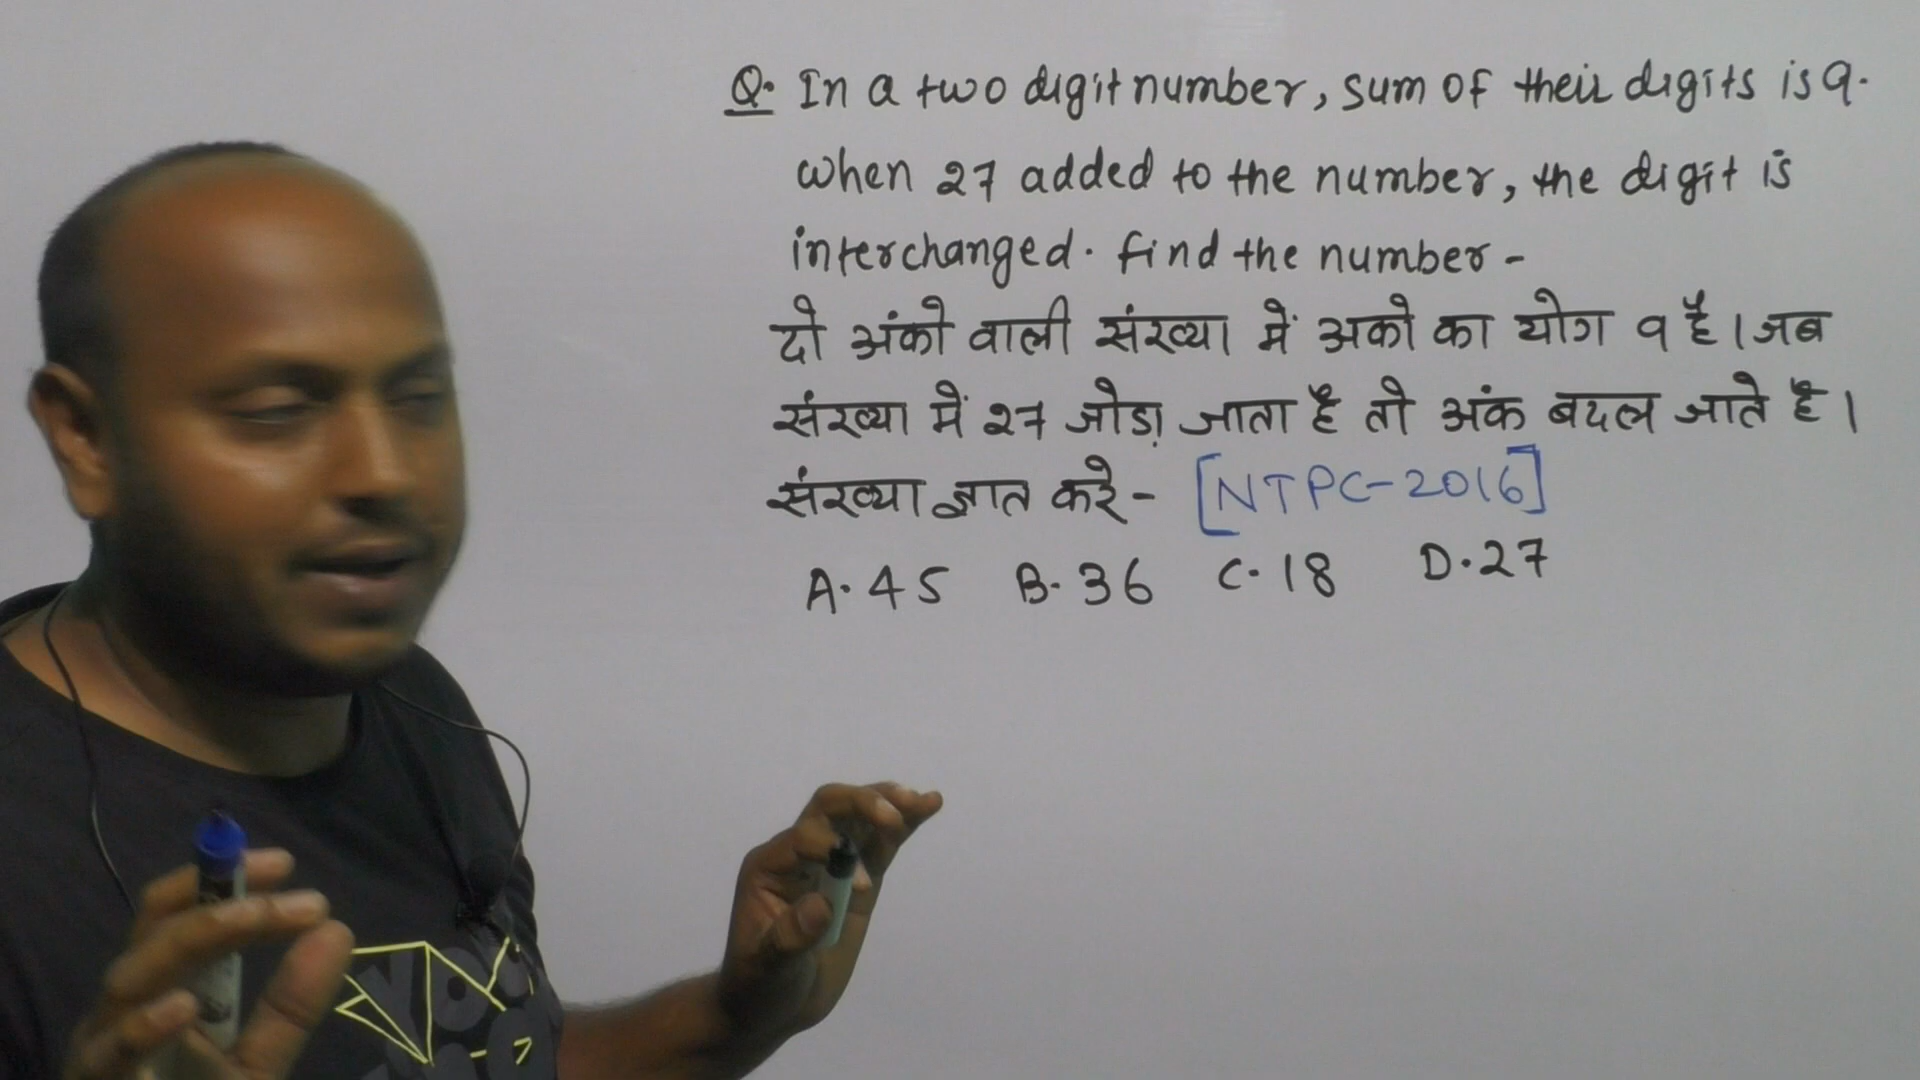 Q. In a two digit number, sum of their digits is 9.
when 27 added to the number, the digit is
interchanged. find the number -
दो अंको वाली संख्या में अको का योग 9 है। जब
संख्या में 27 जोडा़ जाता है तो अंक बदल जाते है।
संख्या ज्ञात करे - [NTPC-2016]
A. 45 B. 36 C. 18 D. 27
YOU